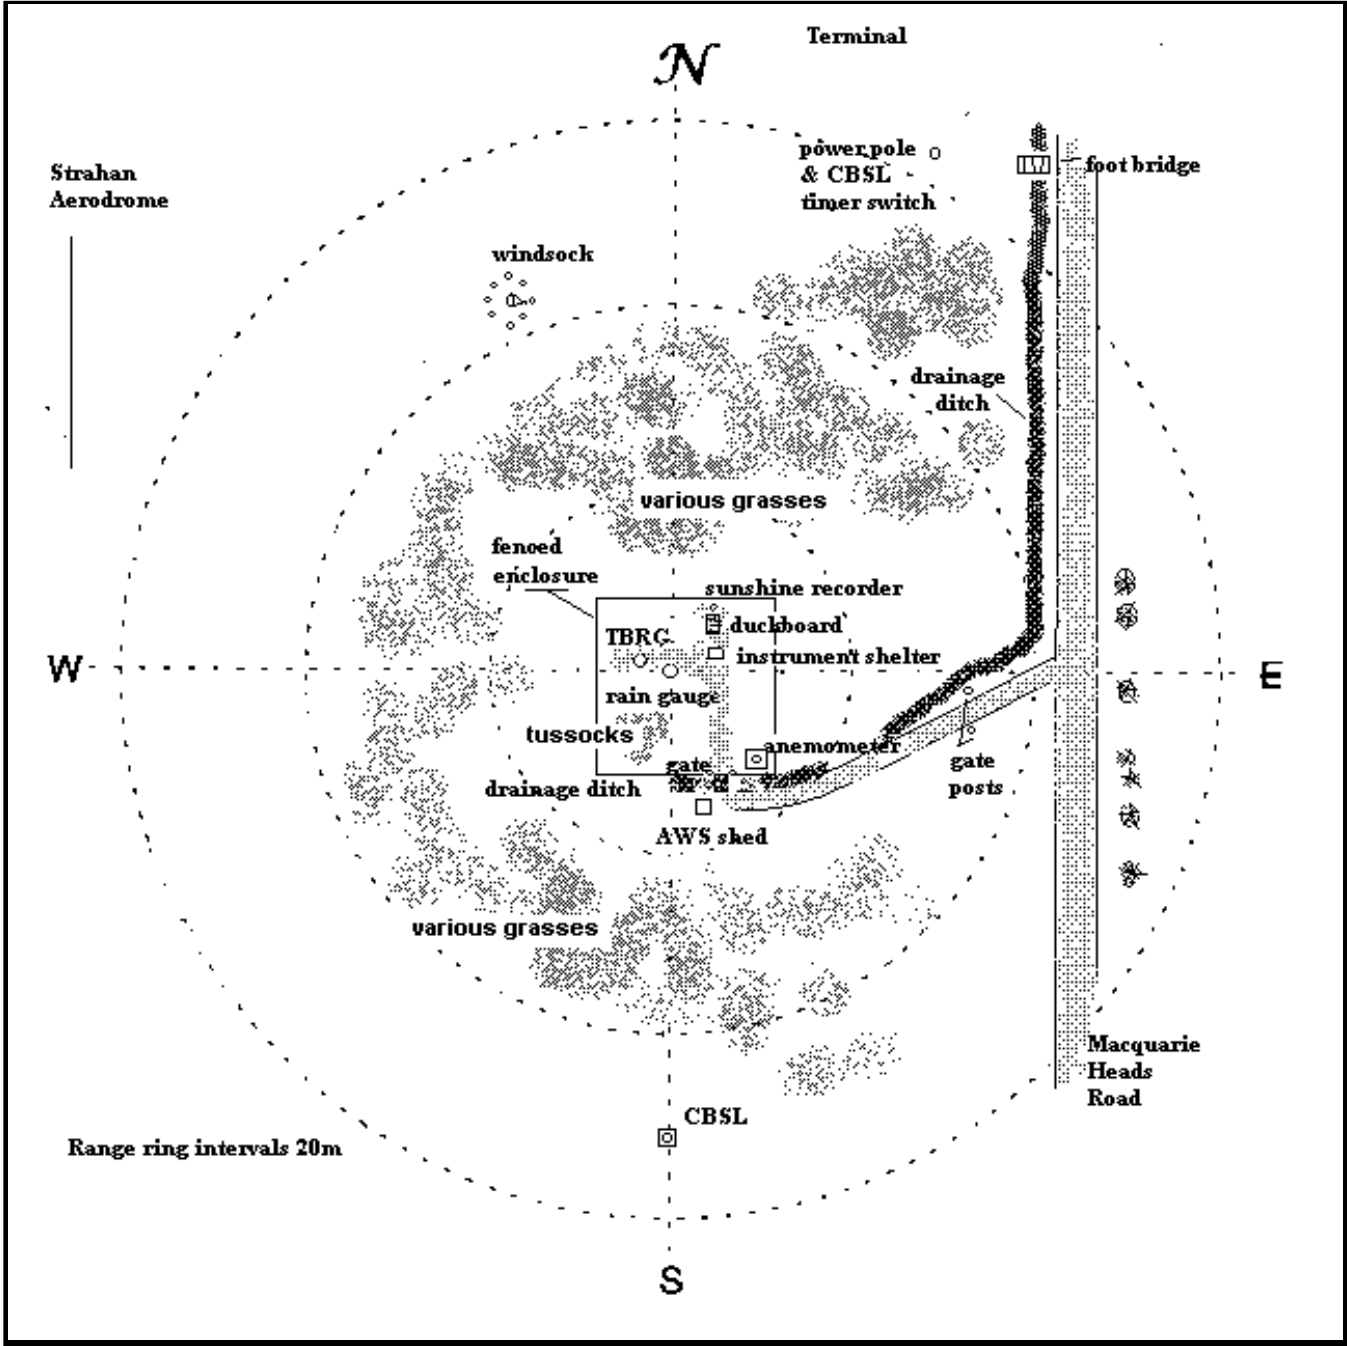 Terminal
N
power pole
& CBSL
timer switch
foot bridge
Strahan
Aerodrome
windsock
drainage
ditch
various grasses
fenoed
enclosure
sunshine recorder
duckboard
TBRG
instrument shelter
W
E
rain gauge
tussocks
anemometer
gate
gate
posts
drainage ditch
AWS shed
various grasses
Macquarie
Heads
Road
CBSL
Range ring intervals 20m
S